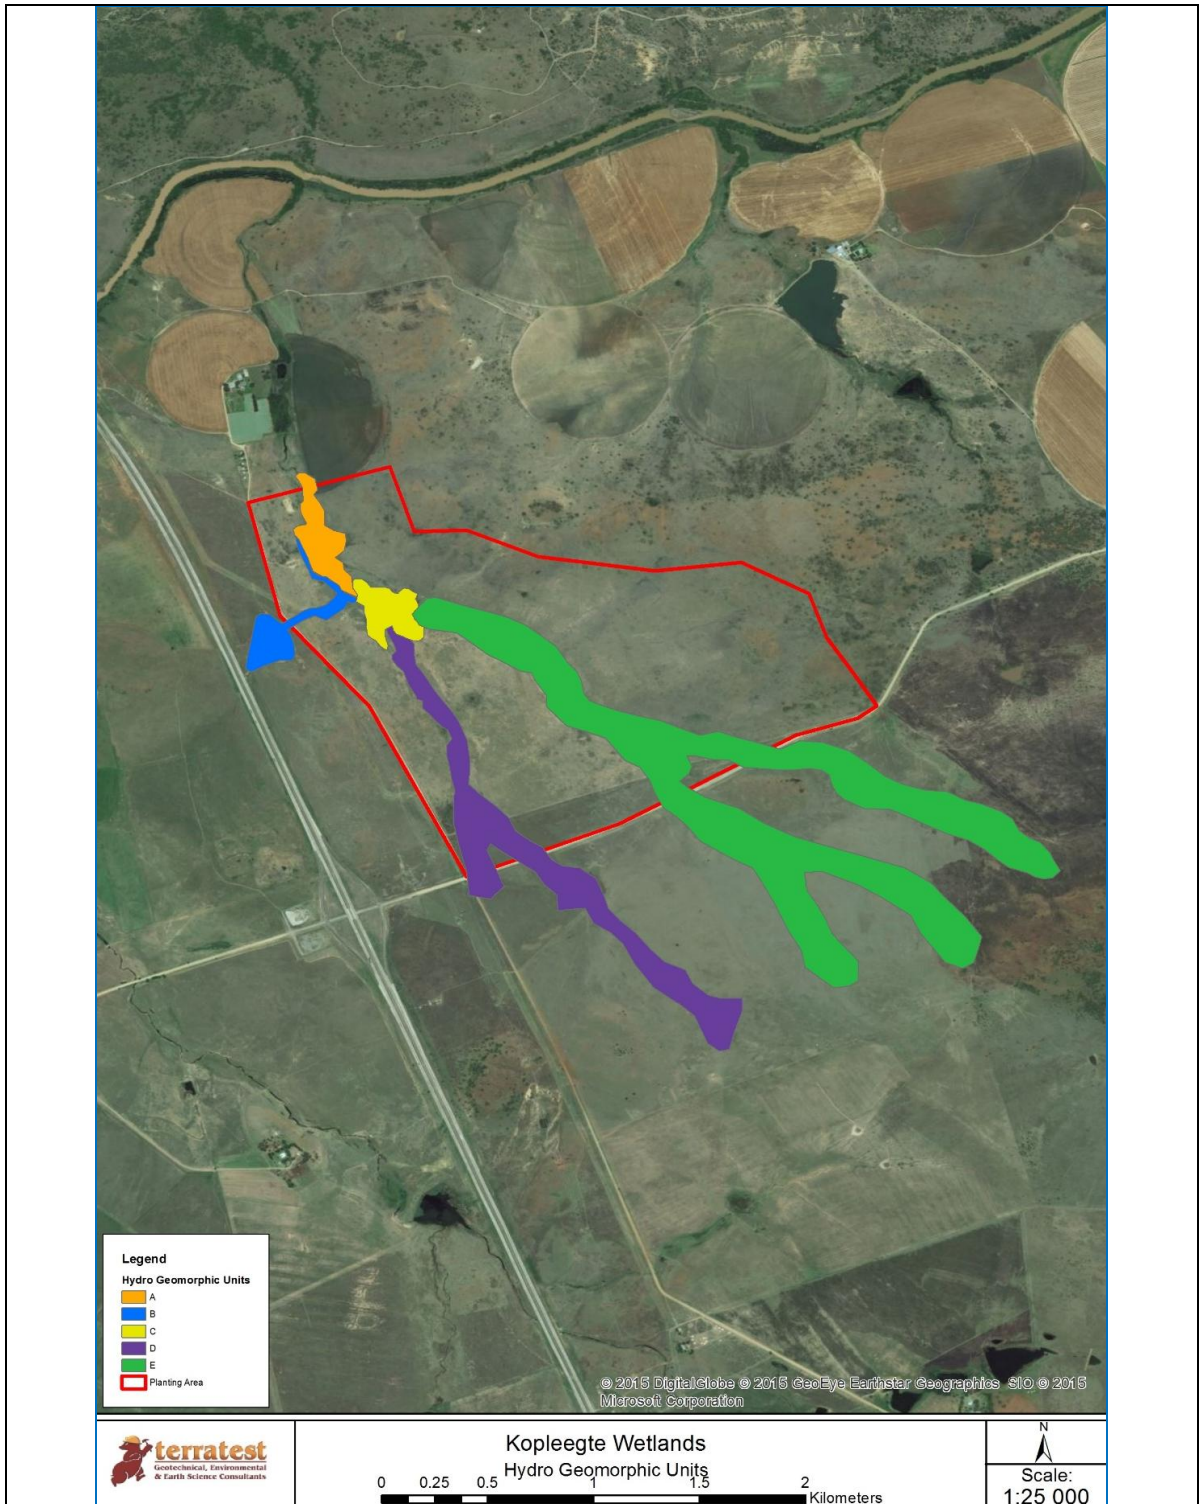 Legend
Hydro Geomorphic Units
A
B
C
D
E
Planting Area
© 2015 DigitalGlobe © 2015 GeoEye Earthstar Geographics SIO © 2015
Microsoft Corporation
terratest
Geotechnical, Environmental
& Earth Science Consultants
Kopleegte Wetlands
Hydro Geomorphic Units
0 0.25 0.5 1 1.5 2
Kilometers
N
Scale:
1:25 000